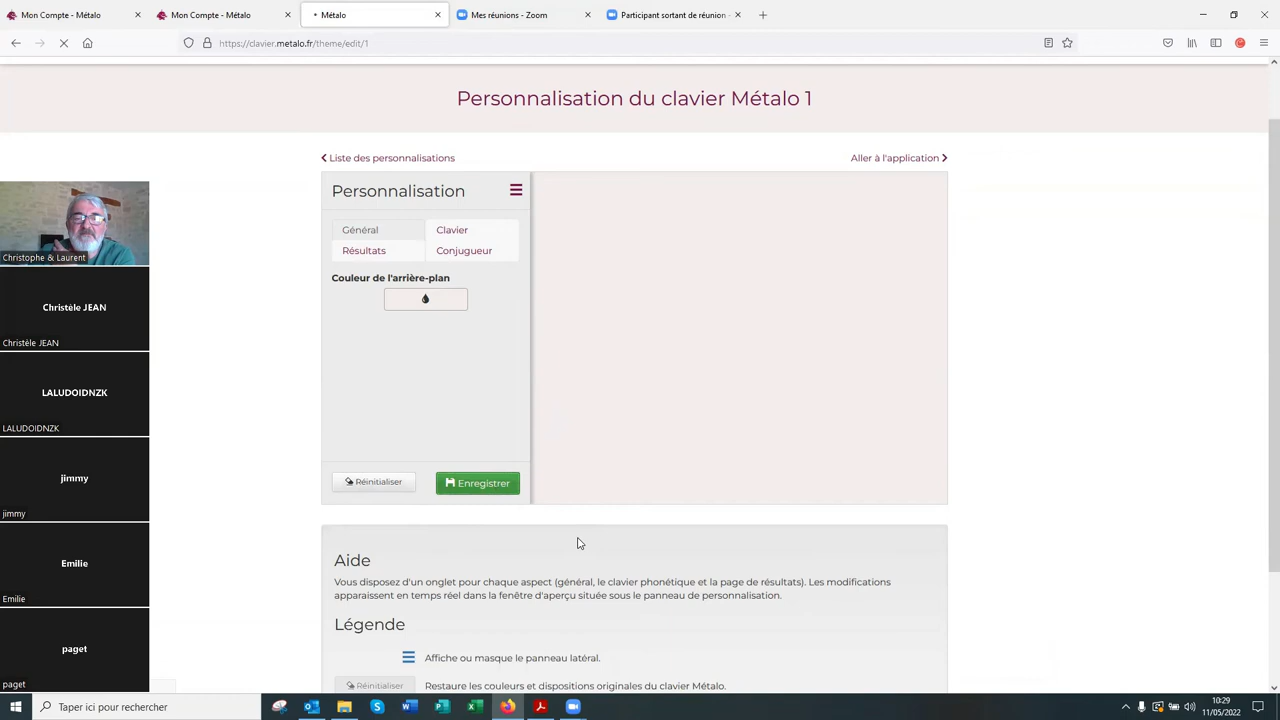 Mon Compte - Métalo
Mon Compte - Métalo
Métalo
Mes réunions - Zoom
Participant sortant de réunion -
https://clavier.metalo.fr/theme/edit/1
Personnalisation du clavier Métalo 1
Liste des personnalisations
Aller à l'application
Personnalisation
Général
Clavier
Résultats
Conjugueur
Couleur de l'arrière-plan
Réinitialiser
Enregistrer
Aide
Vous disposez d'un onglet pour chaque aspect (général, le clavier phonétique et la page de résultats). Les modifications
apparaissent en temps réel dans la fenêtre d'aperçu située sous le panneau de personnalisation.
Légende
Affiche ou masque le panneau latéral.
Réinitialiser
Restaure les couleurs et dispositions originales du clavier Métalo.
Christophe & Laurent
Christèle JEAN
Christèle JEAN
LALUDOIDNZK
LALUDOIDNZK
jimmy
jimmy
Emilie
Emilie
paget
paget
Taper ici pour rechercher
10:29
11/05/2022